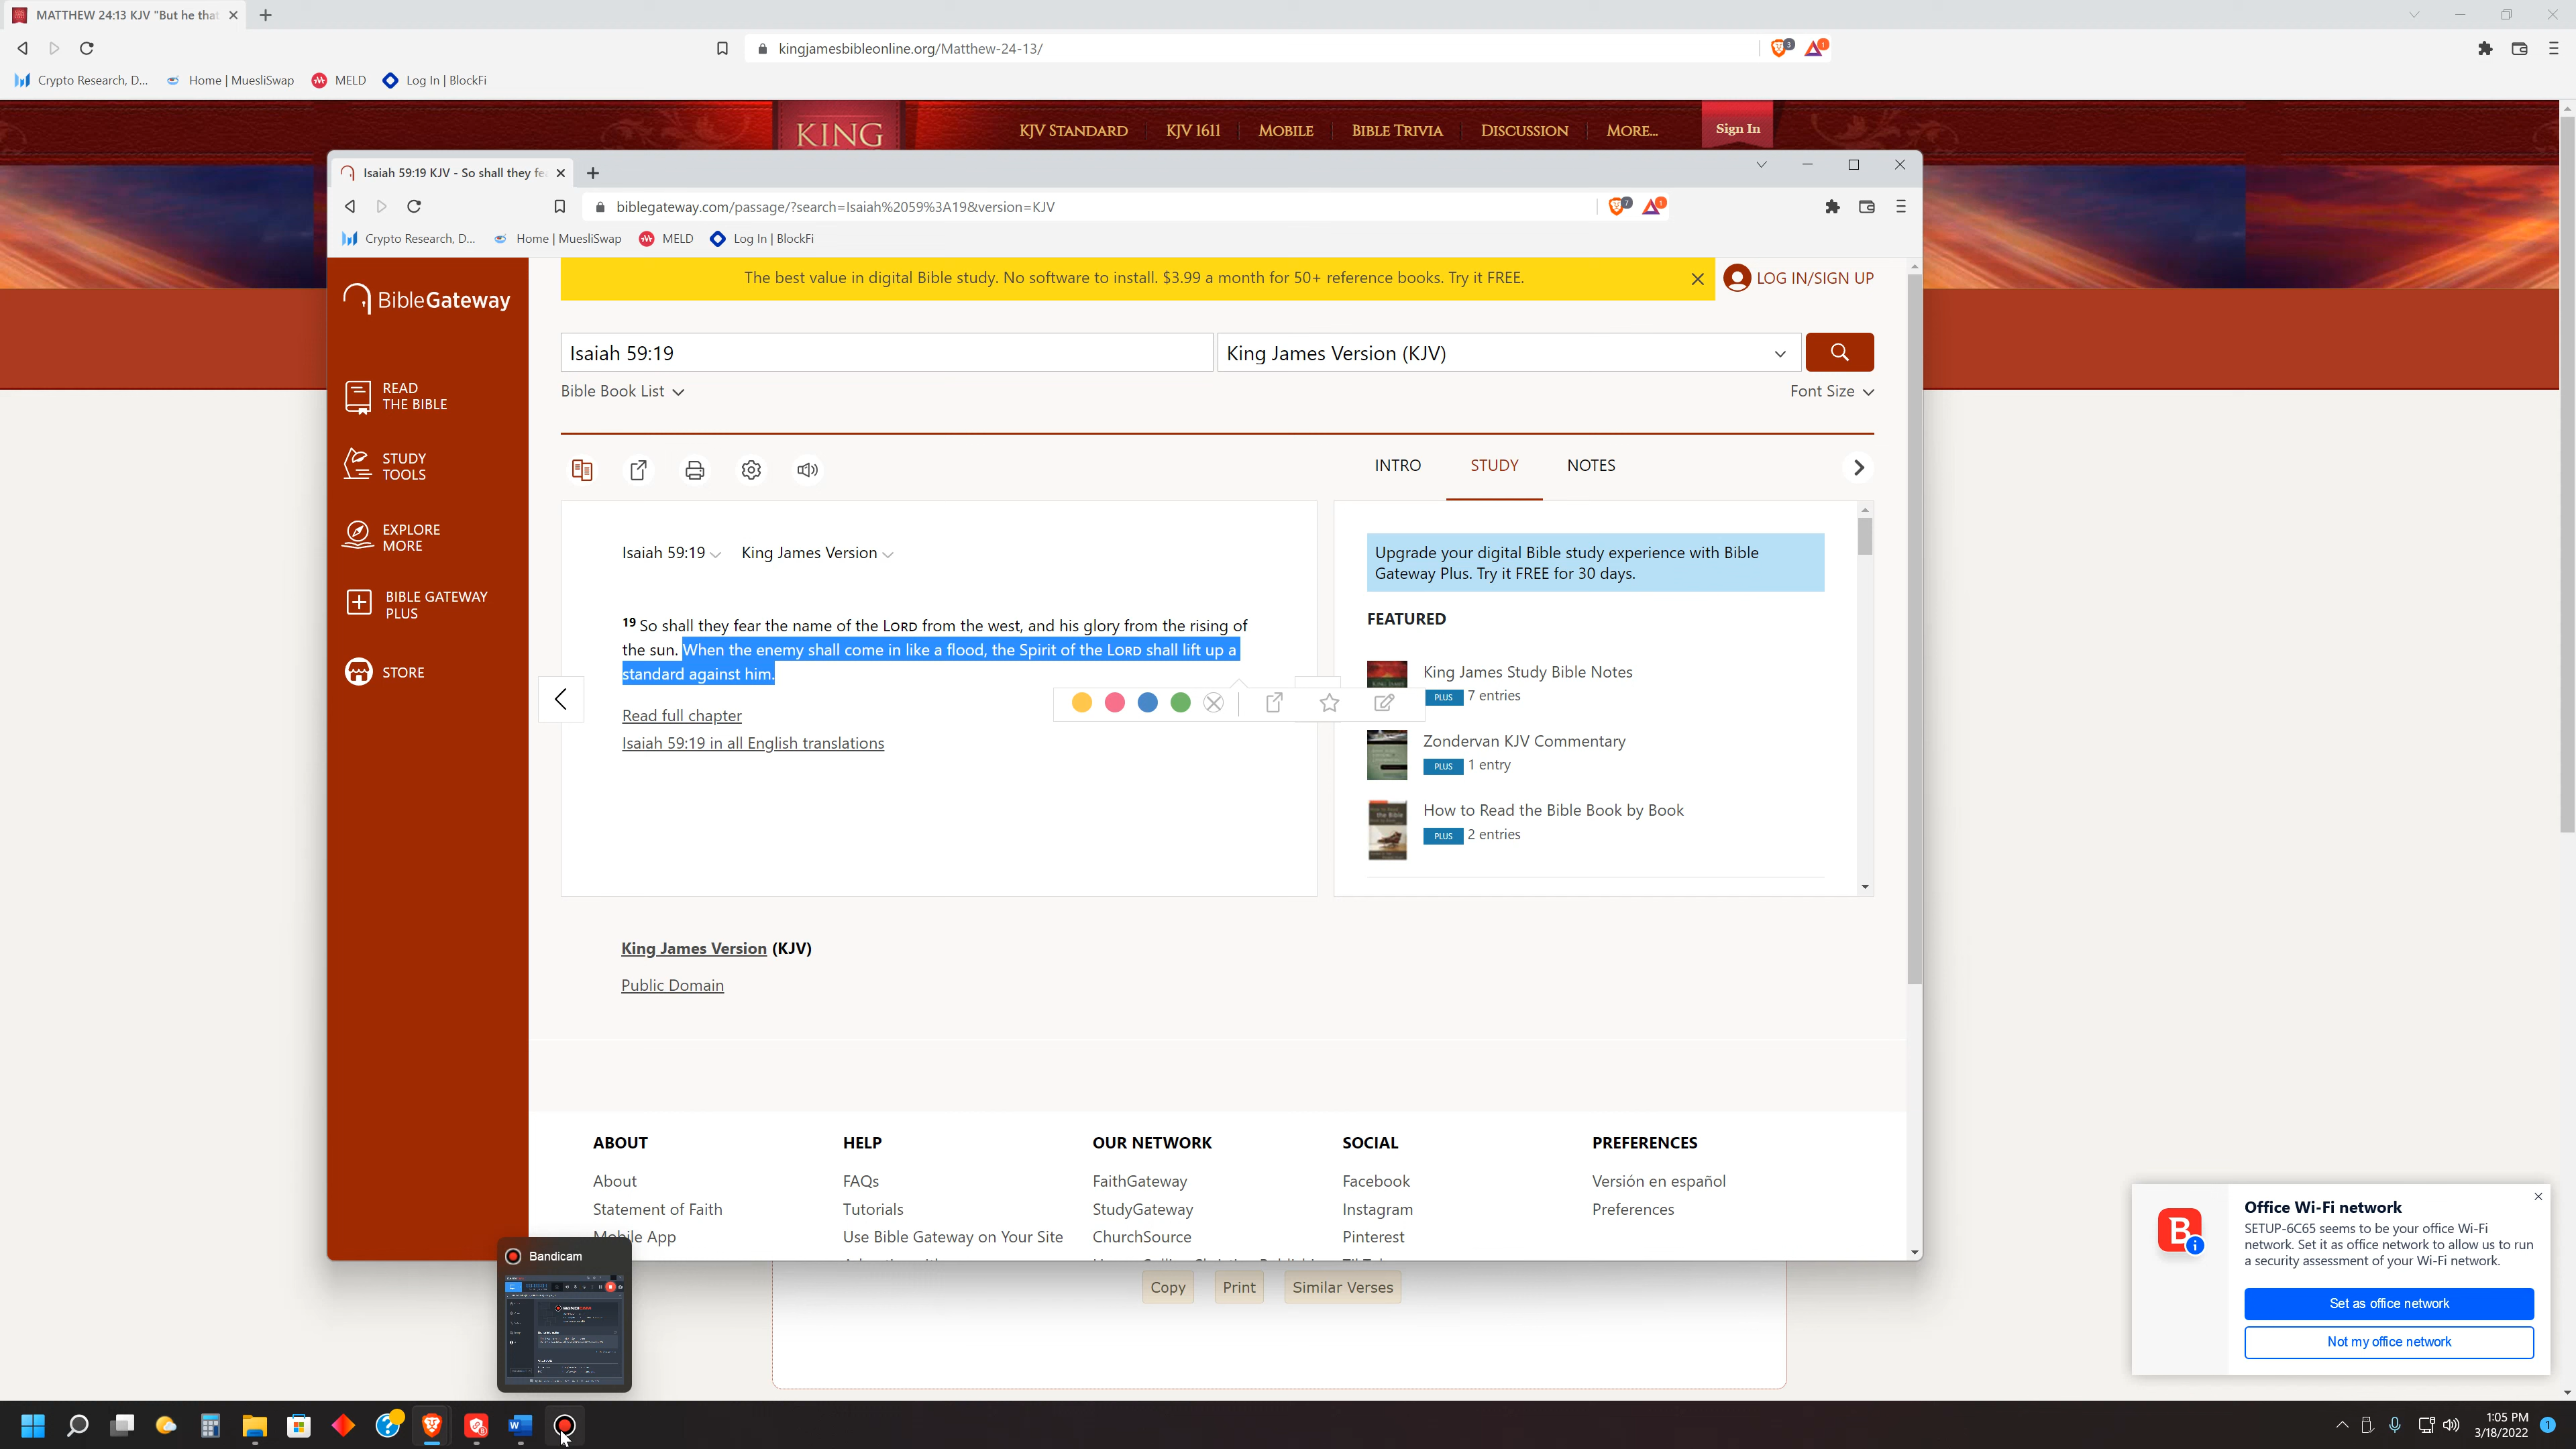 MATTHEW 24:13 KJV "But he that
kingjamesbibleonline.org/Matthew-24-13/
3
1
Crypto Research, D...
Home | MuesliSwap
MELD
Log In | BlockFi
KING
KJV STANDARD
KJV 1611
MOBILE
BIBLE TRIVIA
DISCUSSION
MORE...
Sign In
Isaiah 59:19 KJV - So shall they fe
biblegateway.com/passage/?search=Isaiah%2059%3A19&version=KJV
7
1
Crypto Research, D...
Home | MuesliSwap
MELD
Log In | BlockFi
BibleGateway
The best value in digital Bible study. No software to install. $3.99 a month for 50+ reference books. Try it FREE.
LOG IN/SIGN UP
Isaiah 59:19
King James Version (KJV)
Bible Book List
Font Size
READ
THE BIBLE
STUDY
TOOLS
EXPLORE
MORE
BIBLE GATEWAY
PLUS
STORE
INTRO
STUDY
NOTES
Isaiah 59:19
King James Version
19 So shall they fear the name of the LORD from the west, and his glory from the rising of
the sun. When the enemy shall come in like a flood, the Spirit of the LORD shall lift up a
standard against him.
Read full chapter
Isaiah 59:19 in all English translations
Upgrade your digital Bible study experience with Bible
Gateway Plus. Try it FREE for 30 days.
FEATURED
King James Study Bible Notes
PLUS 7 entries
Zondervan KJV Commentary
PLUS 1 entry
How to Read the Bible Book by Book
PLUS 2 entries
King James Version (KJV)
Public Domain
ABOUT
About
Statement of Faith
Mobile App
HELP
FAQs
Tutorials
Use Bible Gateway on Your Site
OUR NETWORK
FaithGateway
StudyGateway
ChurchSource
SOCIAL
Facebook
Instagram
Pinterest
PREFERENCES
Versión en español
Preferences
Bandicam
Copy
Print
Similar Verses
Office Wi-Fi network
SETUP-6C65 seems to be your office Wi-Fi
network. Set it as office network to allow us to run
a security assessment of your Wi-Fi network.
Set as office network
Not my office network
1:05 PM
3/18/2022
1